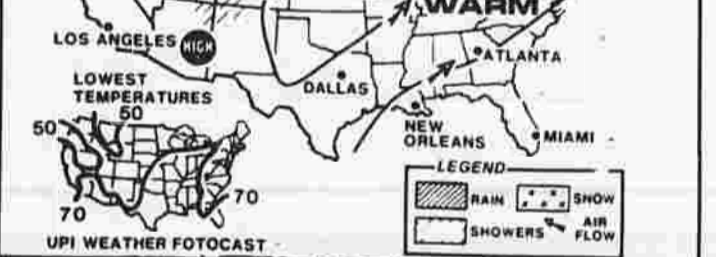 WARM
LOS ANGELES
HIGH
ATLANTA
DALLAS
LOWEST
TEMPERATURES
50
50
NEW
ORLEANS
MIAMI
70
70
LEGEND
RAIN
SNOW
SHOWERS
AIR
FLOW
UPI WEATHER FOTOCAST